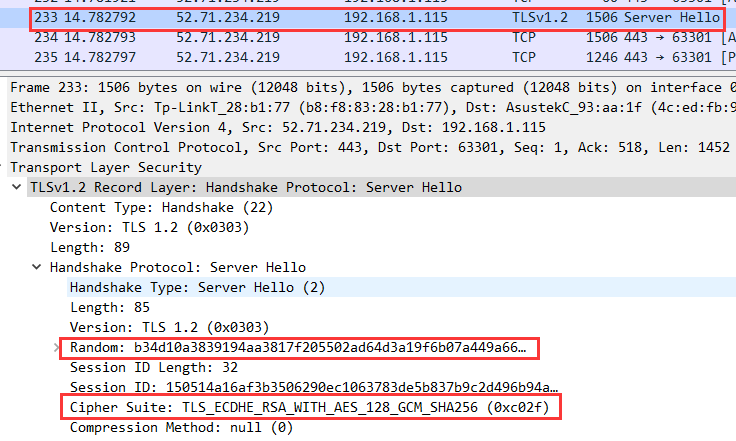 233 14.782792 52.71.234.219 192.168.1.115 TLSv1.2 1506 Server Hello
234 14.782794 52.71.234.219 192.168.1.115 TCP 1506 443 → 63301 [A
235 14.782797 52.71.234.219 192.168.1.115 TCP 1246 443 → 63301 [P
Frame 233: 1506 bytes on wire (12048 bits), 1506 bytes captured (12048 bits) on interface 0
Ethernet II, Src: Tp-LinkT_28:b1:77 (b8:f8:83:28:b1:77), Dst: AsustekC_93:aa:1f (4c:ed:fb:9
Internet Protocol Version 4, Src: 52.71.234.219, Dst: 192.168.1.115
Transmission Control Protocol, Src Port: 443, Dst Port: 63301, Seq: 1, Ack: 518, Len: 1452
Transport Layer Security
TLSv1.2 Record Layer: Handshake Protocol: Server Hello
Content Type: Handshake (22)
Version: TLS 1.2 (0x0303)
Length: 89
Handshake Protocol: Server Hello
Handshake Type: Server Hello (2)
Length: 85
Version: TLS 1.2 (0x0303)
Random: b34d10a3839194aa3817f205502ad64d3a19f6b07a449a66…
Session ID Length: 32
Session ID: 150514a16af3b3506290ec1063783de5b837b9c2d496b94a…
Cipher Suite: TLS_ECDHE_RSA_WITH_AES_128_GCM_SHA256 (0xc02f)
Compression Method: null (0)